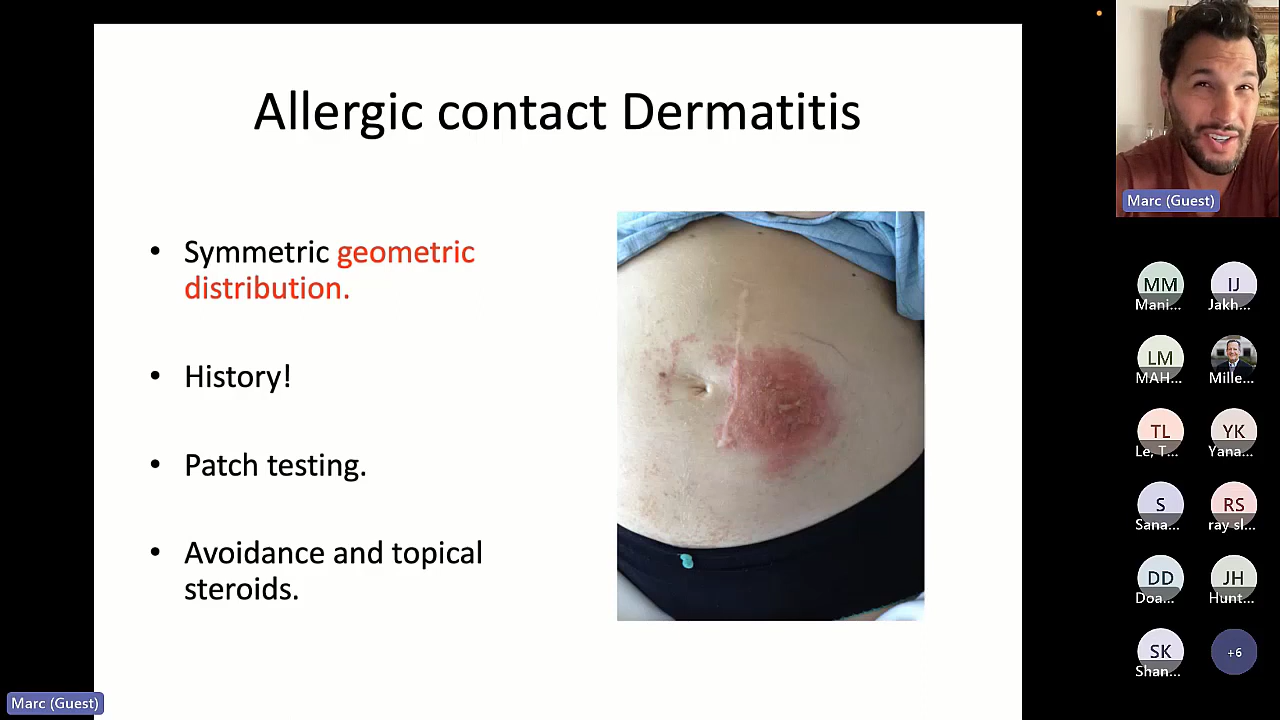 Allergic contact Dermatitis
• Symmetric geometric
distribution.
• History!
• Patch testing.
• Avoidance and topical
steroids.
Marc (Guest)
Marc (Guest)
MM
Mani...
IJ
Jakh...
LM
MAH...
Mille...
TL
Le, T...
YK
Yana...
S
Sana...
RS
ray sl...
DD
Doa...
JH
Hunt...
SK
Shan...
+6